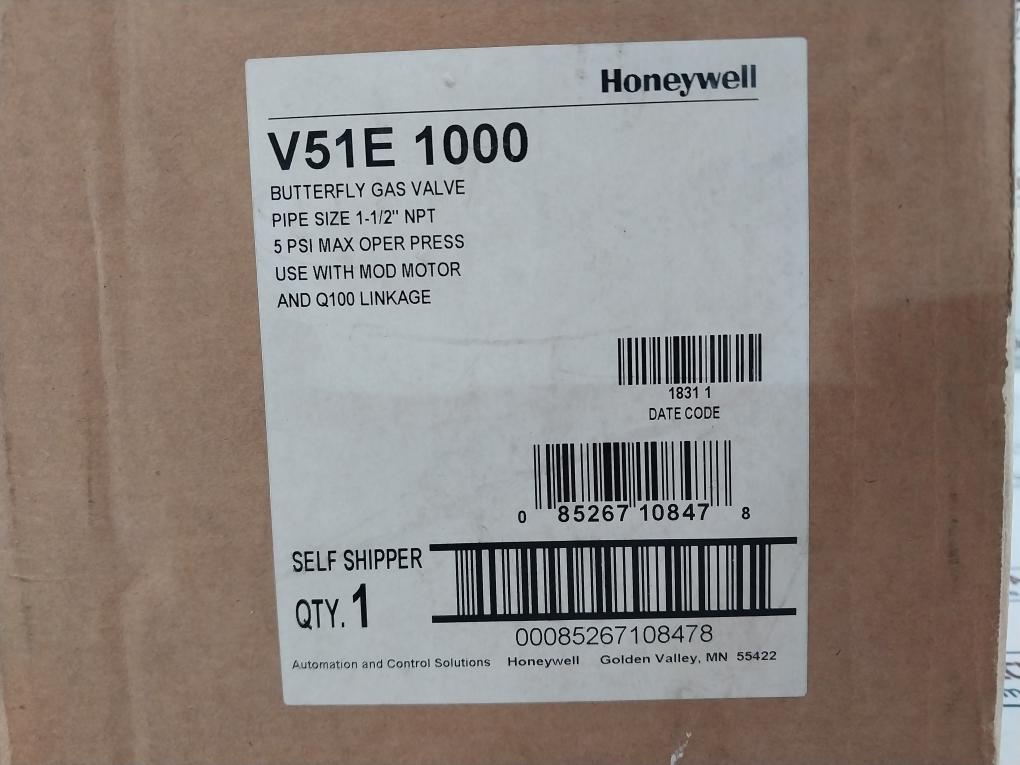 Honeywell
V51E 1000
BUTTERFLY GAS VALVE
PIPE SIZE 1-1/2" NPT
5 PSI MAX OPER PRESS
USE WITH MOD MOTOR
AND Q100 LINKAGE
1831 1
DATE CODE
0 85267 10847 8
SELF SHIPPER
QTY. 1
00085267108478
Automation and Control Solutions Honeywell Golden Valley, MN 55422